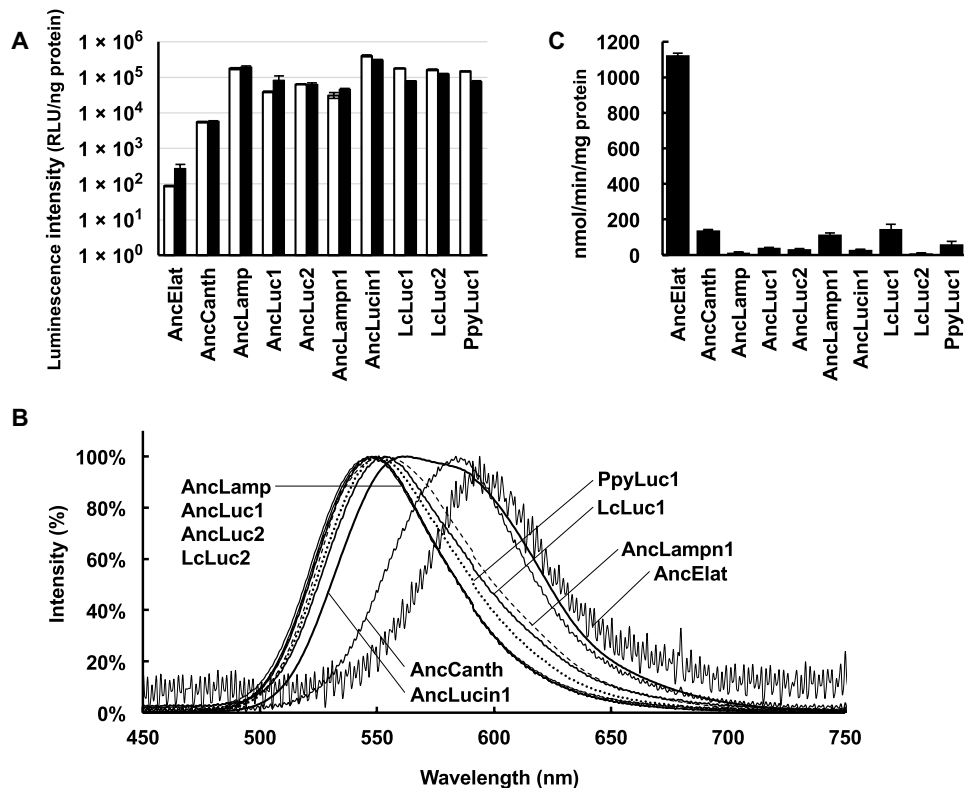 A
Luminescence intensity (RLU/ng protein)
1 × 10⁶
1 × 10⁵
1 × 10⁴
1 × 10³
1 × 10²
1 × 10¹
1 × 10⁰
AncElat
AncCanth
AncLamp
AncLuc1
AncLuc2
AncLampn1
AncLucin1
LcLuc1
LcLuc2
PpyLuc1
C
nmol/min/mg protein
1200
1000
800
600
400
200
0
AncElat
AncCanth
AncLamp
AncLuc1
AncLuc2
AncLampn1
AncLucin1
LcLuc1
LcLuc2
PpyLuc1
B
Intensity (%)
100%
80%
60%
40%
20%
0%
AncLamp
AncLuc1
AncLuc2
LcLuc2
PpyLuc1
LcLuc1
AncLampn1
AncElat
AncCanth
AncLucin1
450 500 550 600 650 700 750
Wavelength (nm)